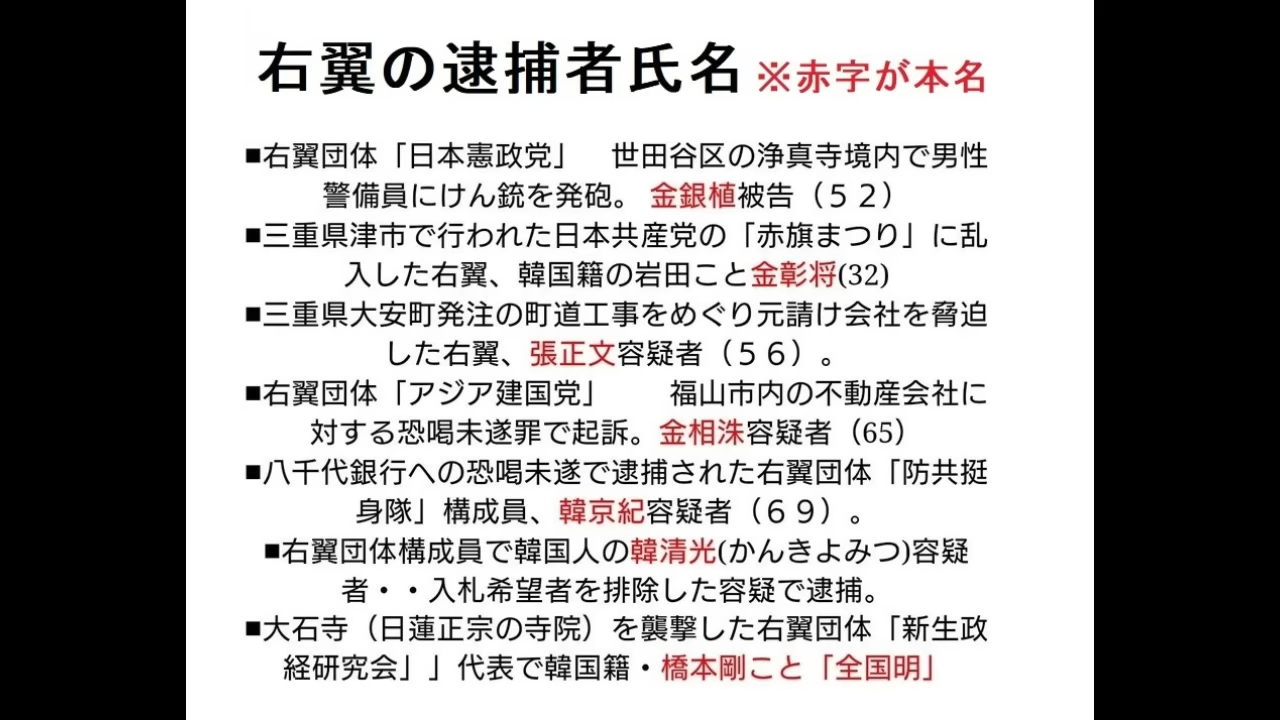 右翼の逮捕者氏名 ※赤字が本名
■右翼団体「日本憲政党」　世田谷区の浄真寺境内で男性
警備員にけん銃を発砲。 金銀植被告（５２）
■三重県津市で行われた日本共産党の「赤旗まつり」に乱
入した右翼、韓国籍の岩田こと金彰将(32)
■三重県大安町発注の町道工事をめぐり元請け会社を脅迫
した右翼、張正文容疑者（５６）。
■右翼団体「アジア建国党」　　福山市内の不動産会社に
対する恐喝未遂罪で起訴。金相洙容疑者（65）
■八千代銀行への恐喝未遂で逮捕された右翼団体「防共挺
身隊」構成員、韓京紀容疑者（６９）。
■右翼団体構成員で韓国人の韓清光(かんきよみつ)容疑
者・・入札希望者を排除した容疑で逮捕。
■大石寺（日蓮正宗の寺院）を襲撃した右翼団体「新生政
経研究会」」代表で韓国籍・橋本剛こと「全国明」